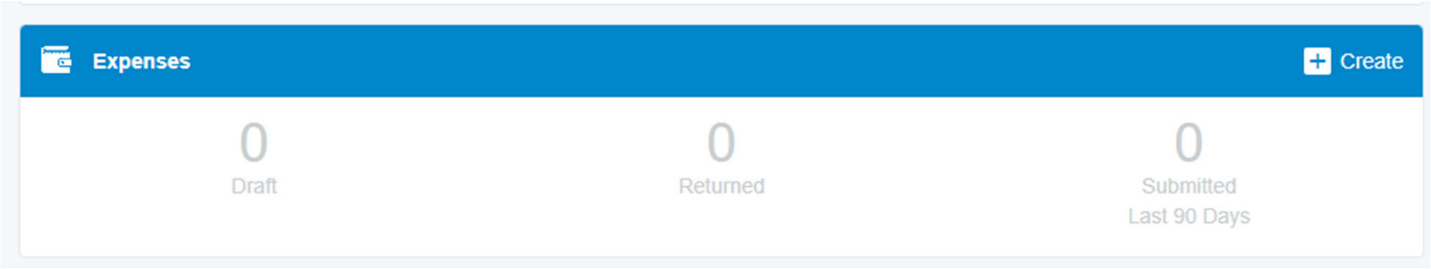 Expenses
Create
0
0
0
Draft
Returned
Submitted
Last 90 Days